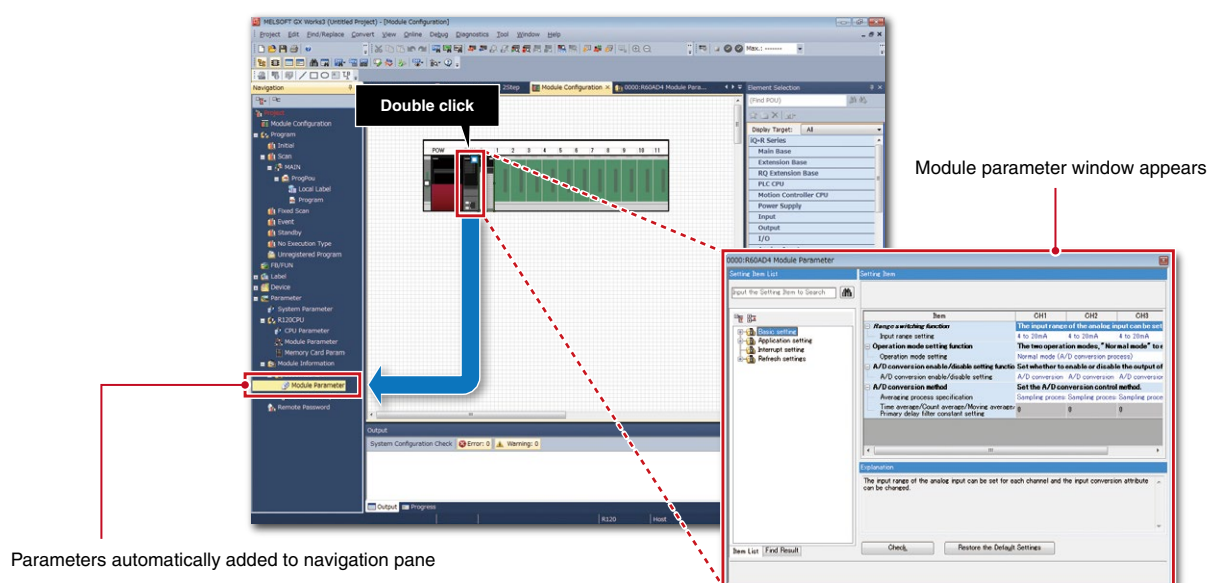 MELSOFT GX Works3 (Untitled Project) - [Module Configuration]
Project Edit Find/Replace Convert View Online Debug Diagnostics Tool Window Help
Max.: -------
Navigation
2Step
Module Configuration
0000:R60AD4 Module Para...
Element Selection
(Find POU)
Display Target: All
Double click
Project
Module Configuration
Program
Initial
Scan
MAIN
ProgPou
Local Label
Program
Fixed Scan
Event
Standby
No Execution Type
Unregistered Program
FB/FUN
Label
Device
Parameter
System Parameter
R120CPU
CPU Parameter
Module Parameter
Memory Card Param
Module Information
Module Parameter
Remote Password
POW
1 2 3 4 5 6 7 8 9 10 11
iQ-R Series
Main Base
Extension Base
RQ Extension Base
PLC CPU
Motion Controller CPU
Power Supply
Input
Output
I/O
Module parameter window appears
0000:R60AD4 Module Parameter
Setting Item List
Input the Setting Item to Search
Basic setting
Application setting
Interrupt setting
Refresh settings
Item List
Find Result
Setting Item
Item CH1 CH2 CH3
Range switching function The input range of the analog input can be set
Input range setting 4 to 20mA 4 to 20mA 4 to 20mA
Operation mode setting function The two operation modes, "Normal mode" to s
Operation mode setting Normal mode (A/D conversion process)
A/D conversion enable/disable setting functio Set whether to enable or disable the output of
A/D conversion enable/disable setting A/D conversion A/D conversion A/D conversion
A/D conversion method Set the A/D conversion control method.
Averaging process specification Sampling process Sampling process Sampling proce
Time average/Count average/Moving average/
Primary delay filter constant setting 0 0 0
Explanation
The input range of the analog input can be set for each channel and the input conversion attribute
can be changed.
Check
Restore the Default Settings
Output
System Configuration Check Error: 0 Warning: 0
Output Progress
R120 Host
Parameters automatically added to navigation pane